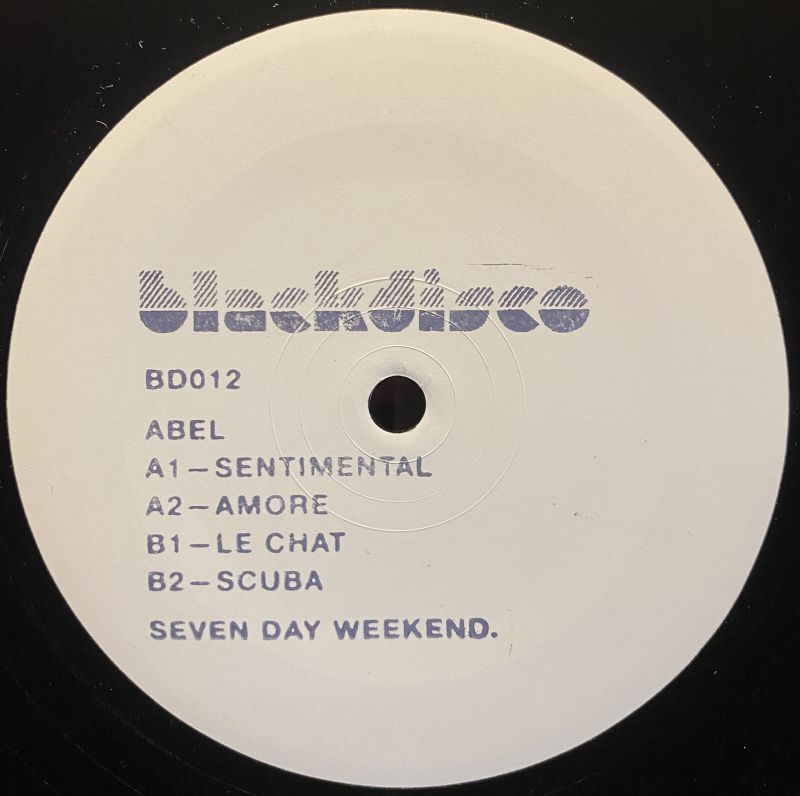 blackdisco
BD012
ABEL
A1–SENTIMENTAL
A2–AMORE
B1–LE CHAT
B2–SCUBA
SEVEN DAY WEEKEND.